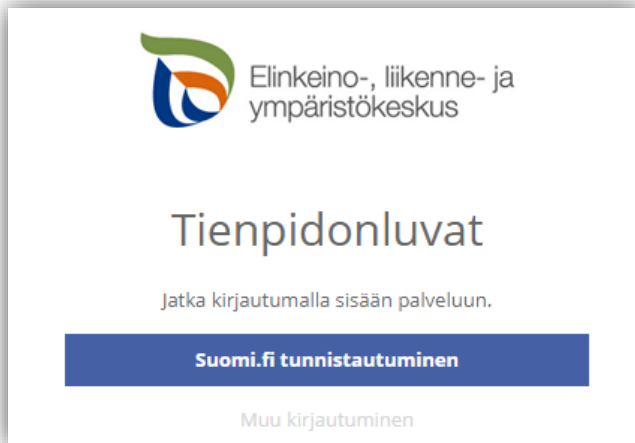 Elinkeino-, liikenne- ja
ympäristökeskus
Tienpidonluvat
Jatka kirjautumalla sisään palveluun.
Suomi.fi tunnistautuminen
Muu kirjautuminen